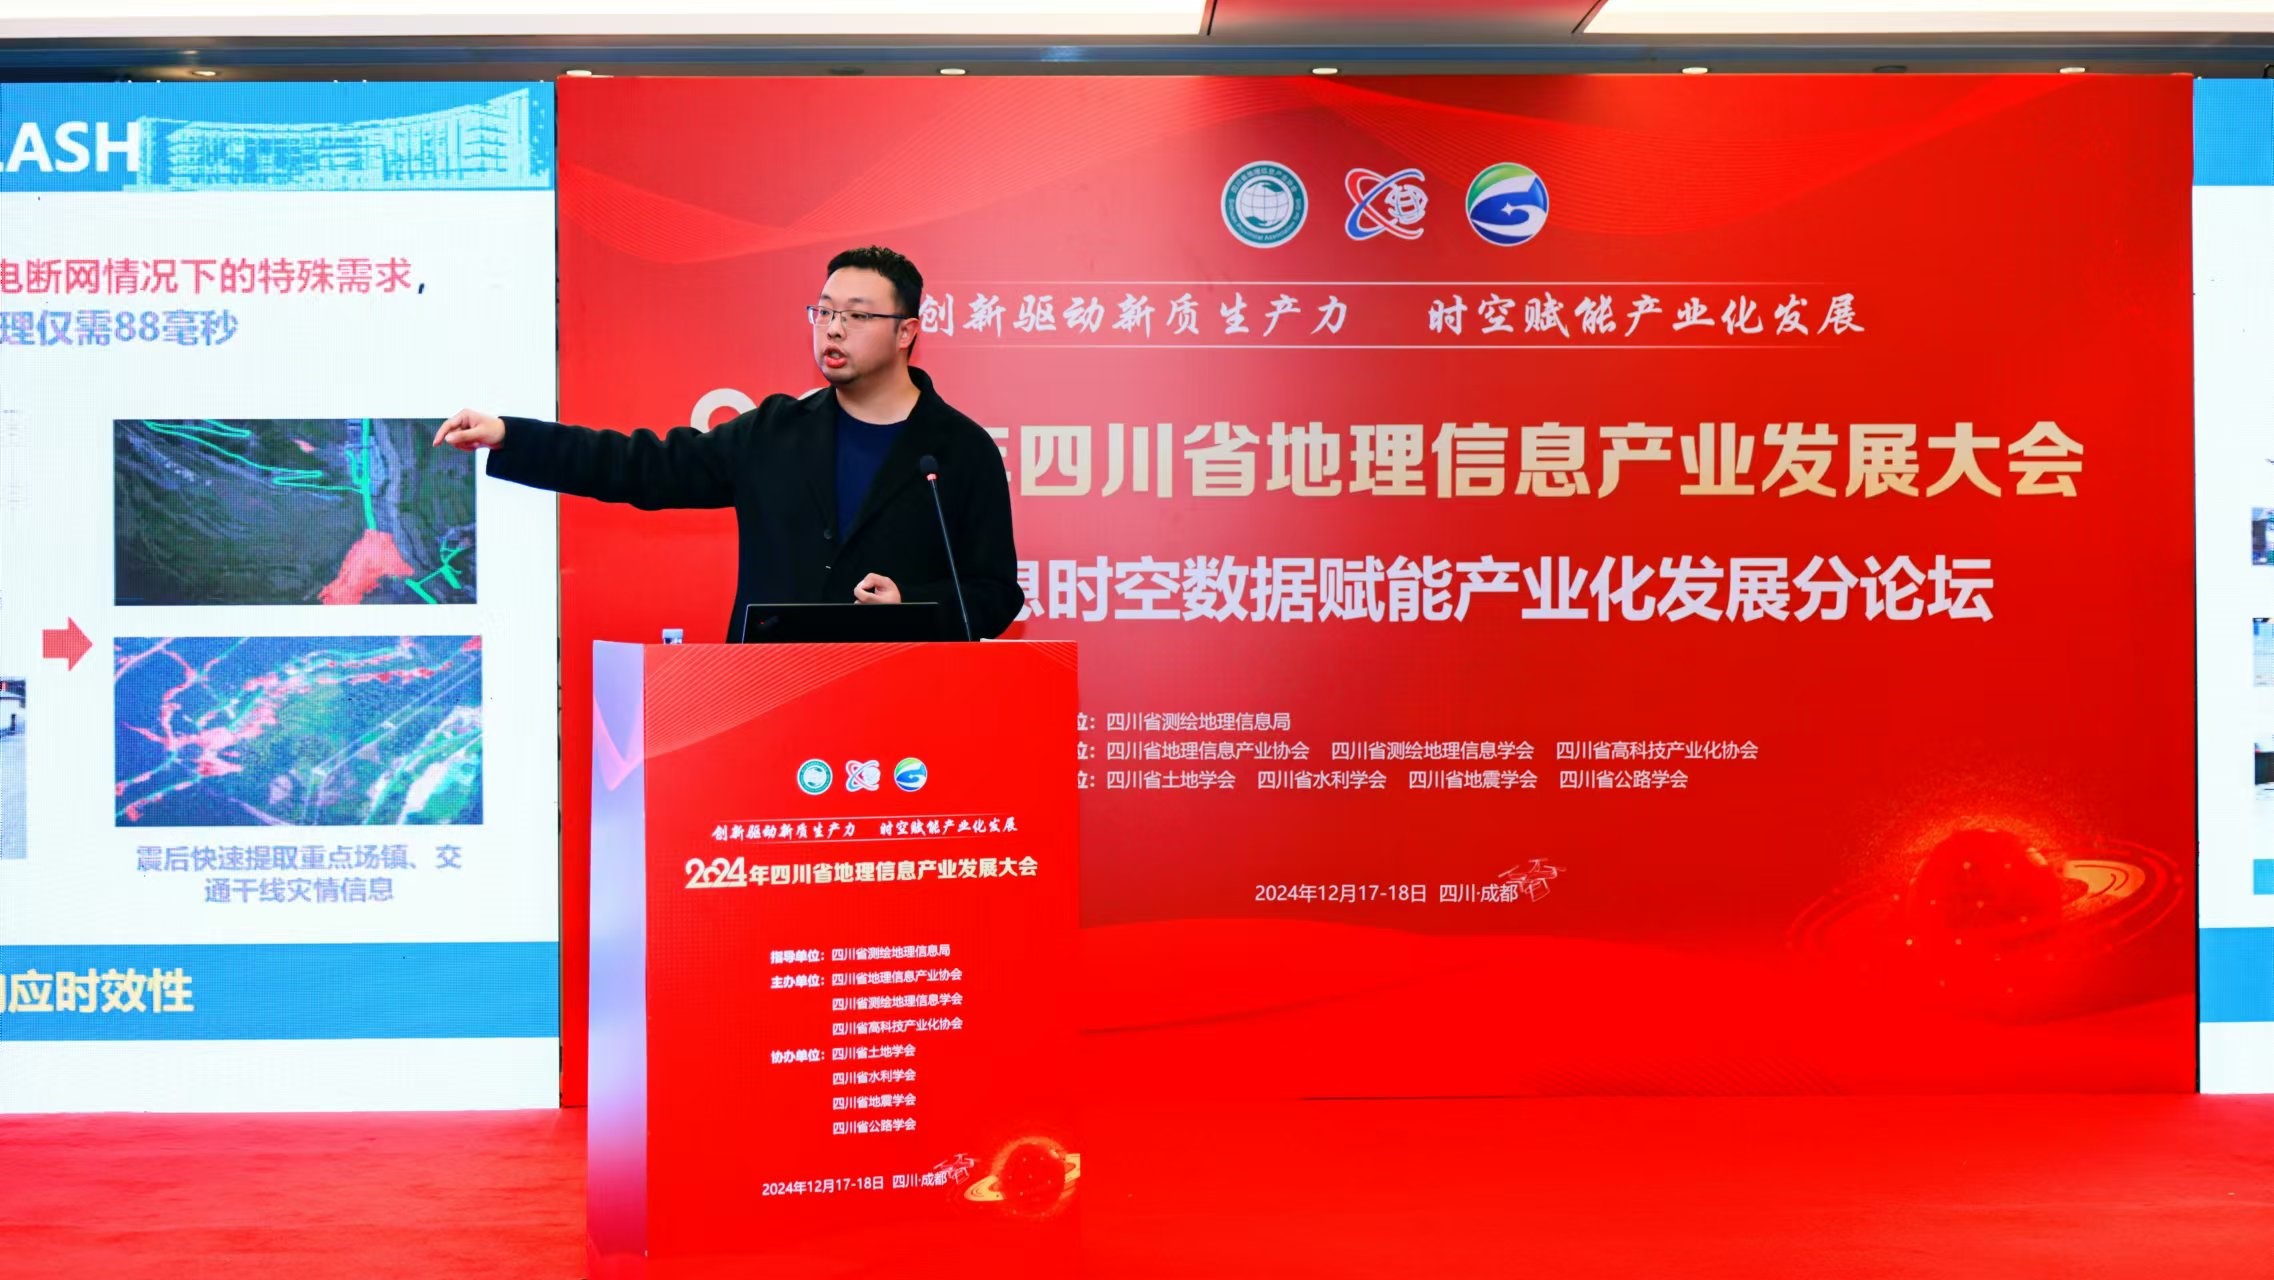 LASH
电断网情况下的特殊需求，
理仅需88毫秒
震后快速提取重点场镇、交
通干线灾情信息
应时效性
创新驱动新质生产力 时空赋能产业化发展
年四川省地理信息产业发展大会
息时空数据赋能产业化发展分论坛
位：四川省测绘地理信息局
位：四川省地理信息产业协会 四川省测绘地理信息学会 四川省高科技产业化协会
位：四川省土地学会 四川省水利学会 四川省地震学会 四川省公路学会
2024年12月17-18日 四川·成都
创新驱动新质生产力 时空赋能产业化发展
2024年四川省地理信息产业发展大会
指导单位：四川省测绘地理信息局
主办单位：四川省地理信息产业协会
四川省测绘地理信息学会
四川省高科技产业化协会
协办单位：四川省土地学会
四川省水利学会
四川省地震学会
四川省公路学会
2024年12月17-18日 四川·成都